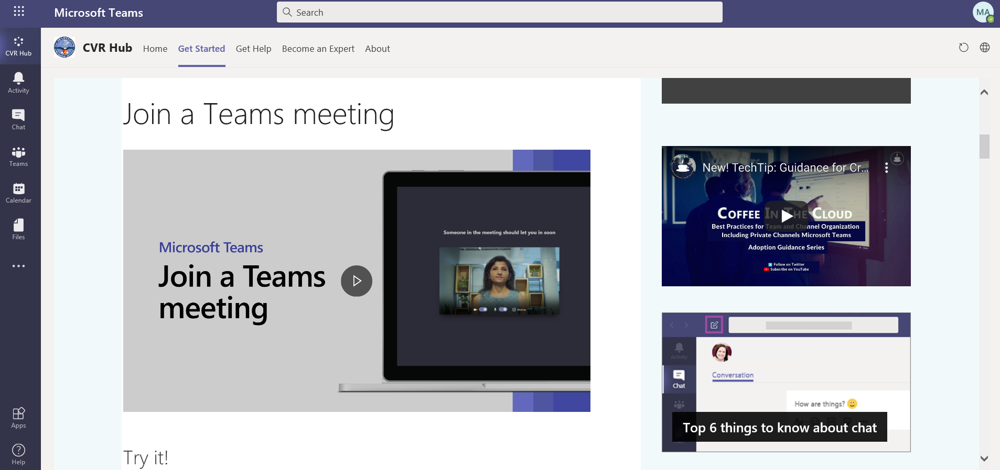 Microsoft Teams
Search
MA
CVR Hub
Activity
Chat
Teams
Calendar
Files
Apps
Help
CVR Hub
Home
Get Started
Get Help
Become an Expert
About
Join a Teams meeting
Microsoft Teams
Join a Teams
meeting
Someone in the meeting should let you in soon
Devices
Try it!
New! TechTip: Guidance for Cr...
COFFEE IN THE CLOUD
Best Practices for Team and Channel Organization
Including Private Channels Microsoft Teams
Adoption Guidance Series
Follow on Twitter
Subscribe on YouTube
Activity
Chat
Conversation
How are things?
Top 6 things to know about chat